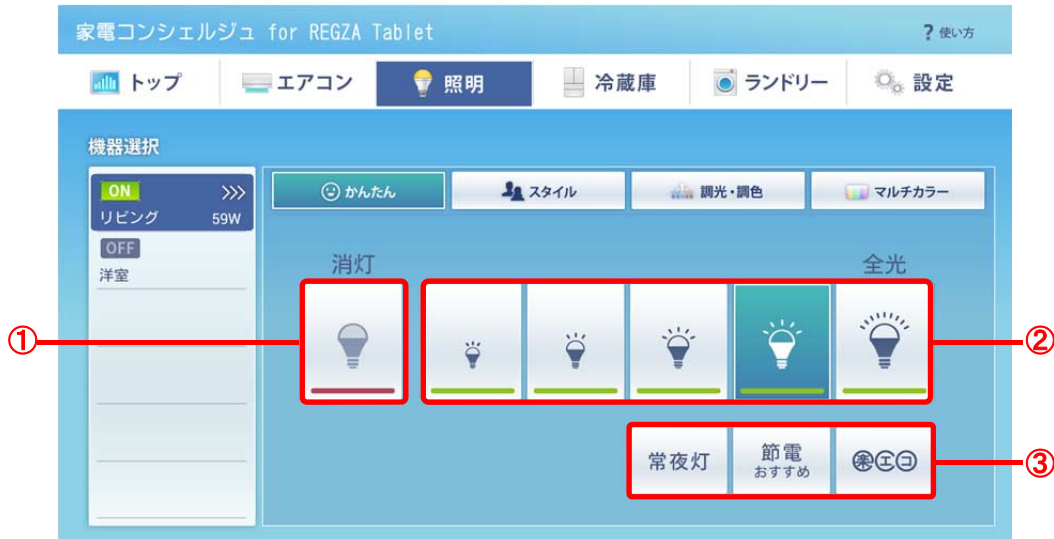 家電コンシェルジュ for REGZA Tablet
? 使い方
トップ
エアコン
照明
冷蔵庫
ランドリー
設定
機器選択
ON >>>
リビング 59W
OFF
洋室
かんたん
スタイル
調光・調色
マルチカラー
消灯
全光
①
②
常夜灯
節電
おすすめ
楽エコ
③